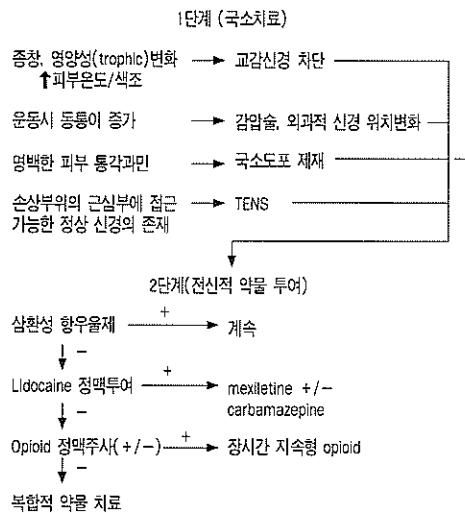 1단계 (국소치료)
종창, 영양성(trophic)변화 → 교감신경 차단
↑피부온도/색조
운동시 동통이 증가 → 감압술, 외과적 신경 위치변화
명백한 피부 통각과민 → 국소도포 제재
손상부위의 근심부에 접근 → TENS
가능한 정상 신경의 존재
2단계(전신적 약물 투여)
삼환성 항우울제 + → 계속
↓ −
Lidocaine 정맥투여 + → mexiletine +/−
carbamazepine
↓ −
Opioid 정맥주사(+/−) + → 장시간 지속형 opioid
↓ −
복합적 약물 치료